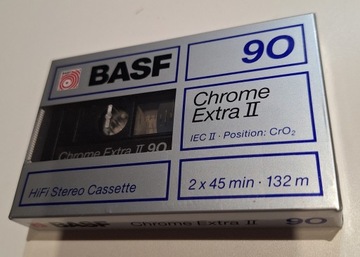 BASF
90
Chrome
Extra II
IEC II · Position: CrO₂
Chrome Extra II 90
HiFi Stereo Cassette
2 x 45 min · 132 m
BASF Chrome Extra II 90